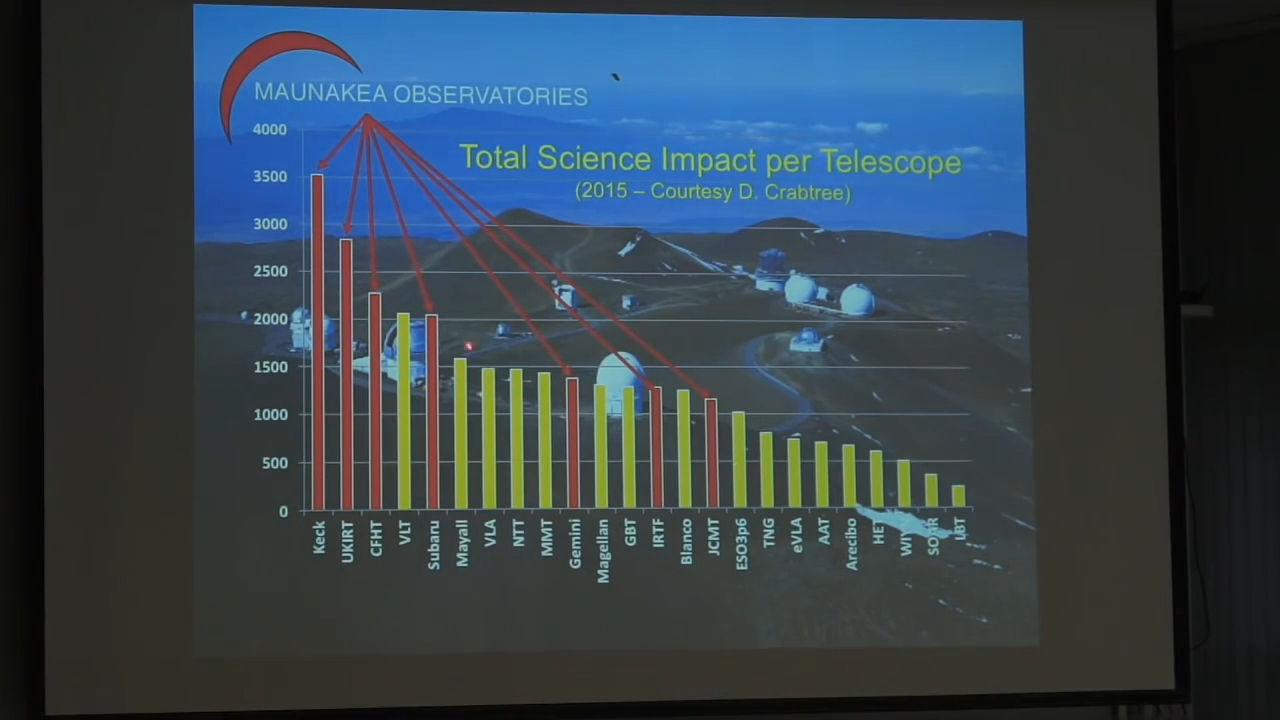 MAUNAKEA OBSERVATORIES
Total Science Impact per Telescope
(2015 – Courtesy D. Crabtree)
4000
3500
3000
2500
2000
1500
1000
500
0
Keck
UKIRT
CFHT
VLT
Subaru
Mayall
VLA
NTT
MMT
Gemini
Magellan
GBT
IRTF
Blanco
JCMT
ESO3p6
TNG
eVLA
AAT
Arecibo
HET
SOAR
LBT